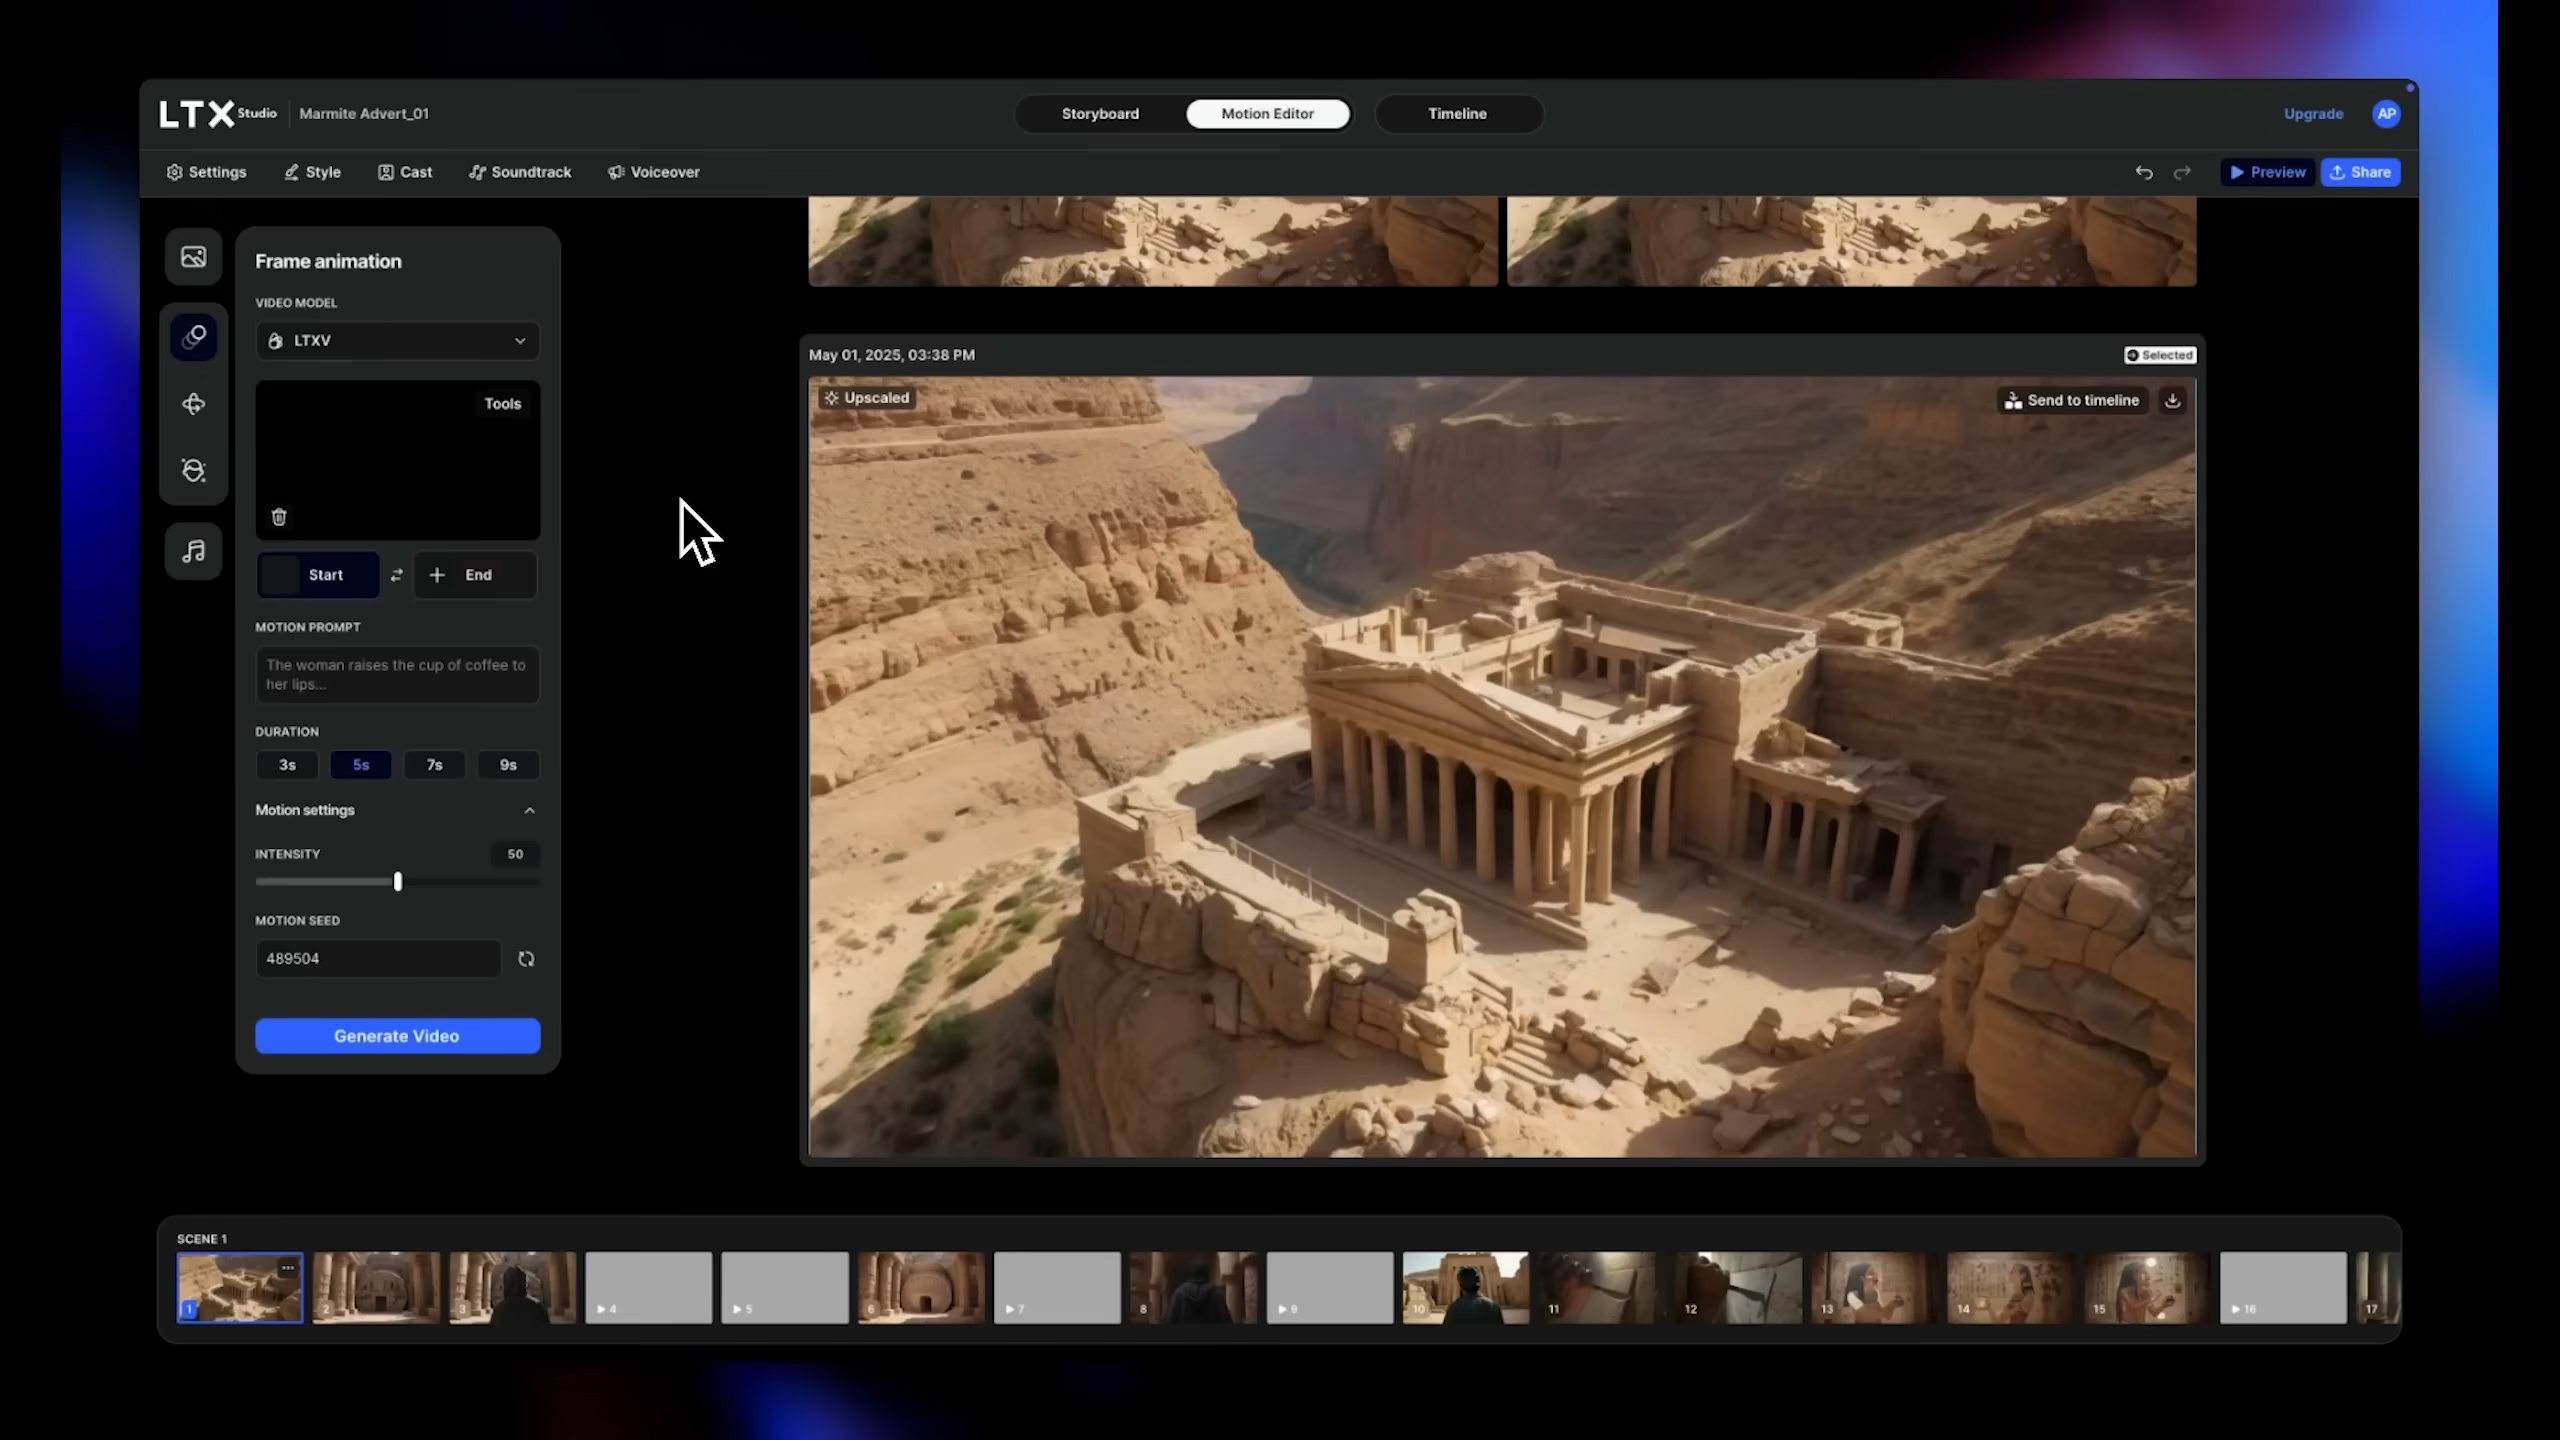 LTX Studio
Marmite Advert_01
Storyboard
Motion Editor
Timeline
Upgrade
AP
Settings
Style
Cast
Soundtrack
Voiceover
Preview
Share
Frame animation
VIDEO MODEL
LTXV
Tools
Start
End
MOTION PROMPT
The woman raises the cup of coffee to
her lips...
DURATION
3s
5s
7s
9s
Motion settings
INTENSITY
50
MOTION SEED
489504
Generate Video
May 01, 2025, 03:38 PM
Selected
Upscaled
Send to timeline
SCENE 1
1
2
3
4
5
6
7
8
9
10
11
12
13
14
15
16
17